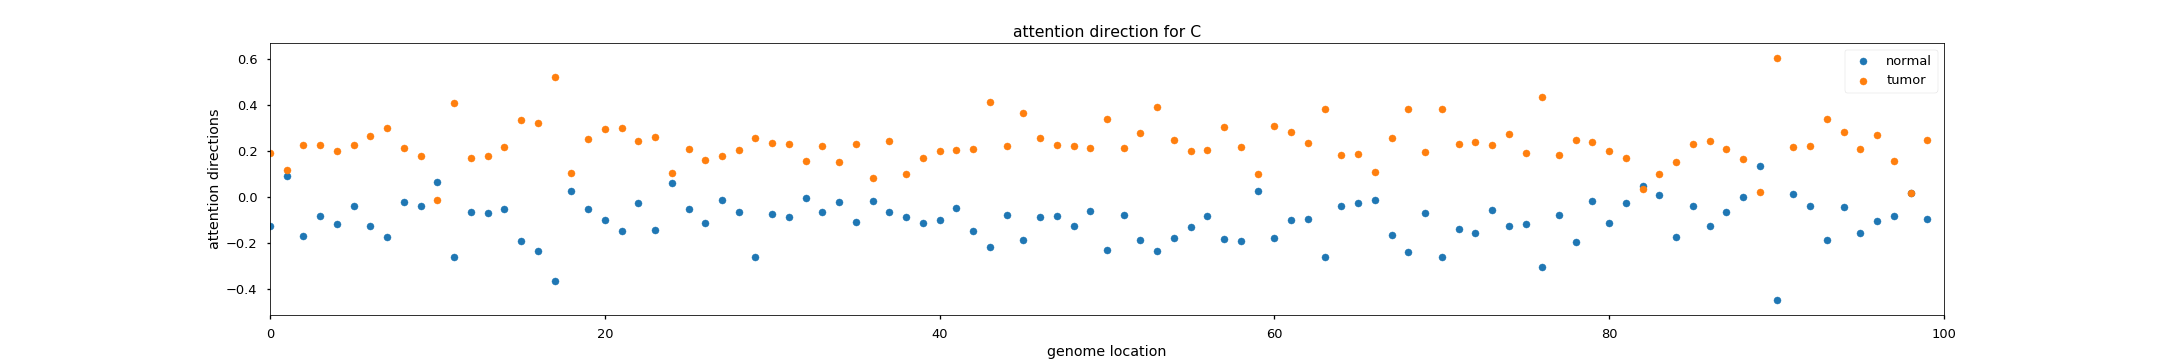 attention direction for C
attention directions
0.6
0.4
0.2
0.0
−0.2
−0.4
normal
tumor
0 20 40 60 80 100
genome location